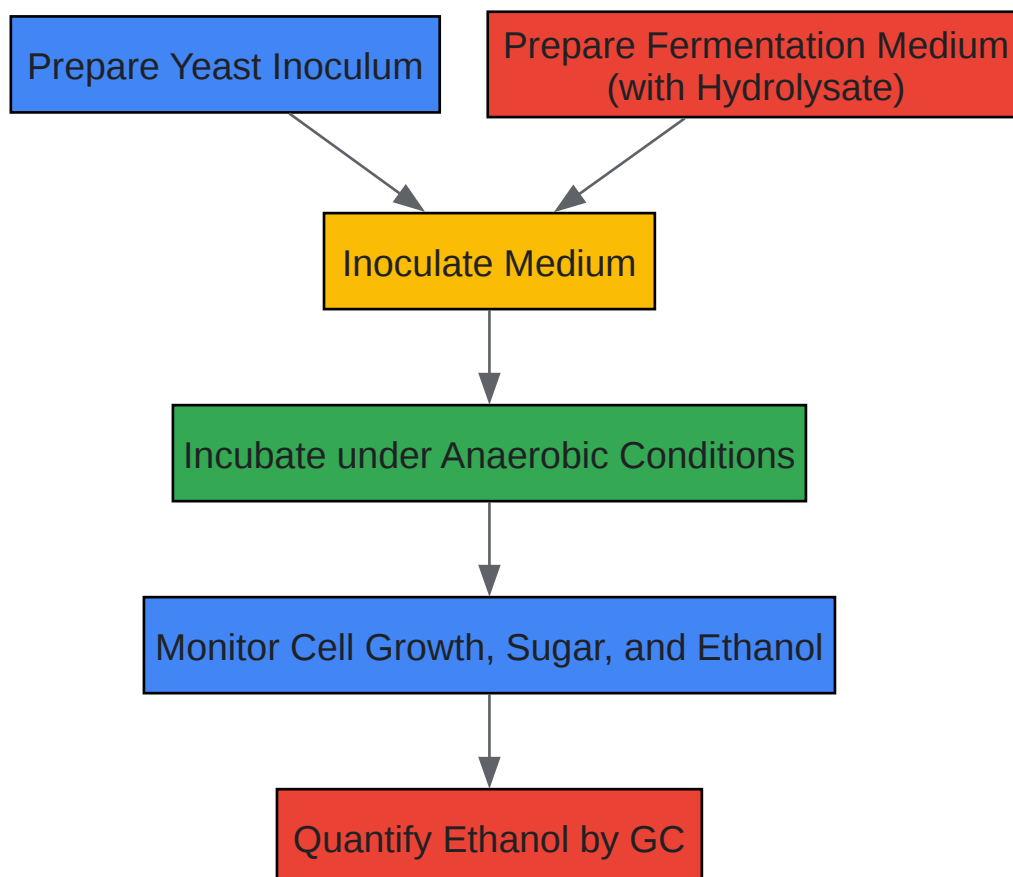 Prepare Yeast Inoculum
Prepare Fermentation Medium
(with Hydrolysate)
Inoculate Medium
Incubate under Anaerobic Conditions
Monitor Cell Growth, Sugar, and Ethanol
Quantify Ethanol by GC